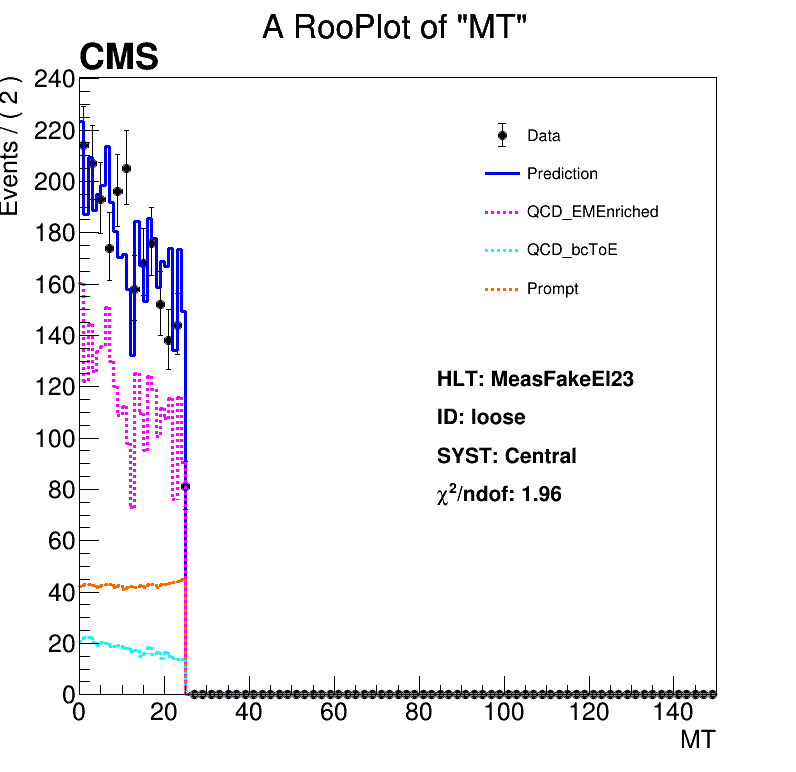 A RooPlot of "MT"
CMS
Events / ( 2 )
240
220
200
180
160
140
120
100
80
60
40
20
0
Data
Prediction
QCD_EMEnriched
QCD_bcToE
Prompt
HLT: MeasFakeEl23
ID: loose
SYST: Central
χ²/ndof: 1.96
0 20 40 60 80 100 120 140
MT